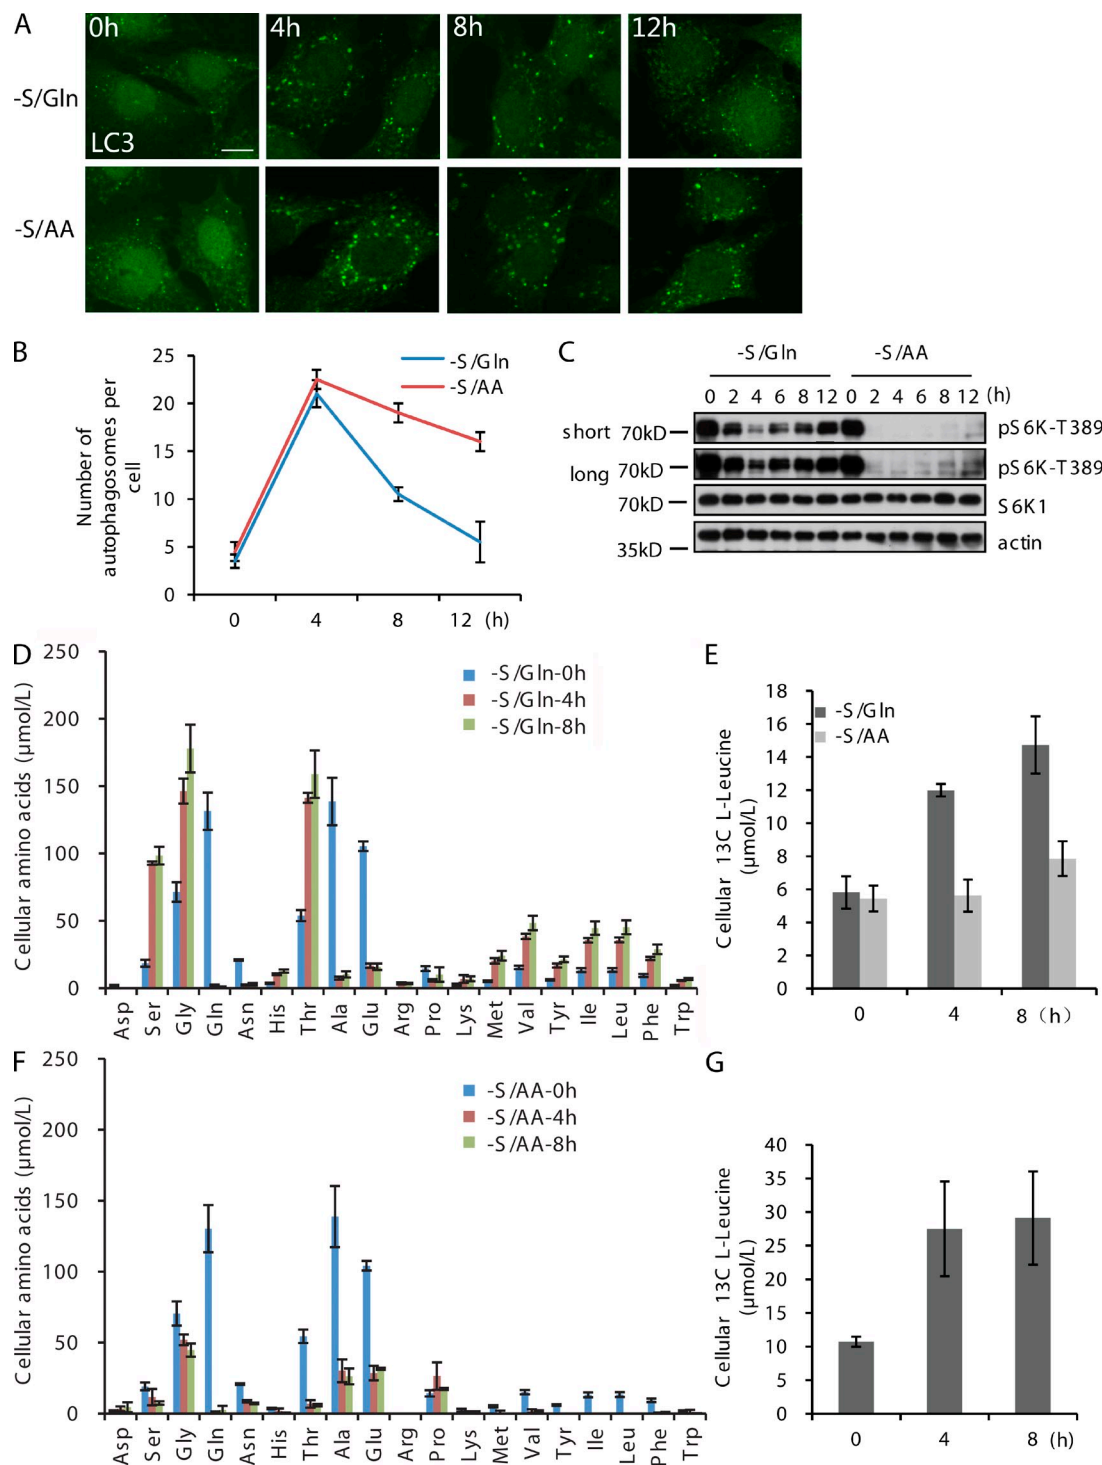 A
0h
4h
8h
12h
-S/Gln
LC3
-S/AA
B
Number of
autophagosomes per
cell
25
20
15
10
5
0
-S/Gln
-S/AA
0
4
8
12
(h)
C
-S/Gln
-S/AA
0 2 4 6 8 12 0 2 4 6 8 12 (h)
short 70kD pS6K-T389
long 70kD pS6K-T389
70kD S6K1
35kD actin
D
Cellular amino acids (μmol/L)
250
200
150
100
50
0
-S/Gln-0h
-S/Gln-4h
-S/Gln-8h
Asp
Ser
Gly
Gln
Asn
His
Thr
Ala
Glu
Arg
Pro
Lys
Met
Val
Tyr
Ile
Leu
Phe
Trp
E
Cellular 13C L-Leucine
(μmol/L)
18
16
14
12
10
8
6
4
2
0
-S/Gln
-S/AA
0
4
8（h）
F
Cellular amino acids (μmol/L)
250
200
150
100
50
0
-S/AA-0h
-S/AA-4h
-S/AA-8h
Asp
Ser
Gly
Gln
Asn
His
Thr
Ala
Glu
Arg
Pro
Lys
Met
Val
Tyr
Ile
Leu
Phe
Trp
G
Cellular 13C L-Leucine
(μmol/L)
40
35
30
25
20
15
10
5
0
0
4
8 (h)